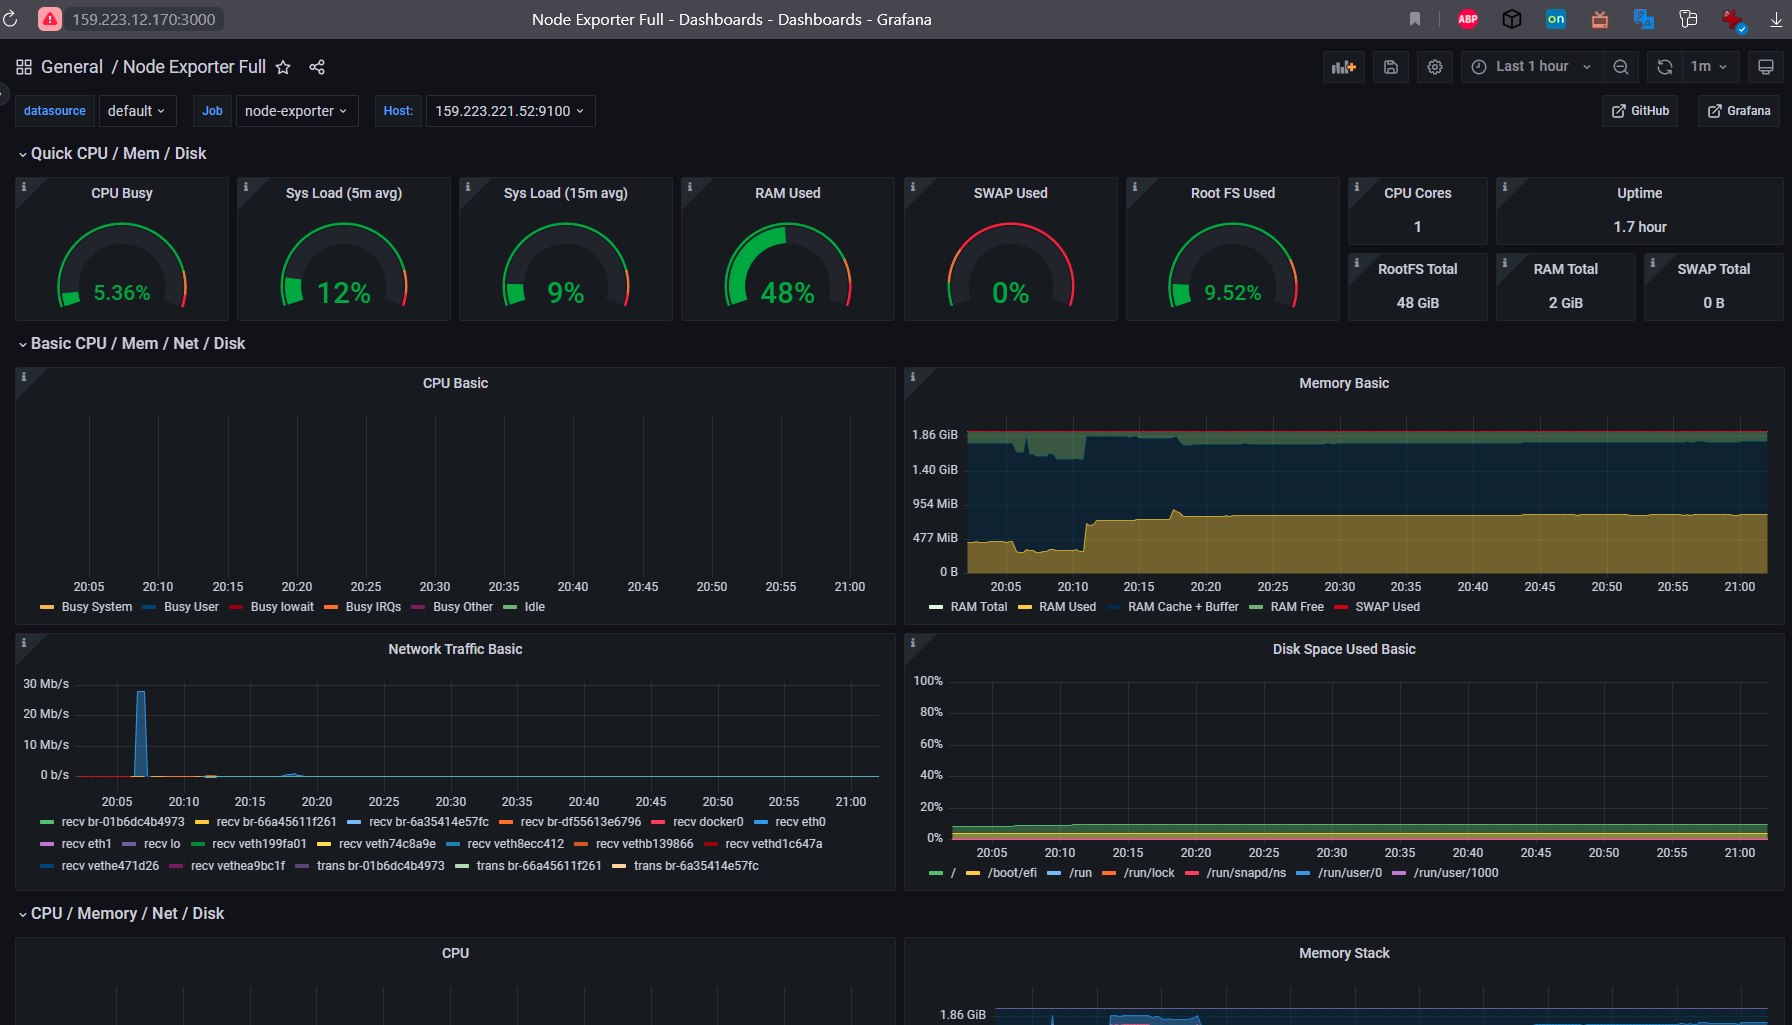 159.223.12.170:3000
Node Exporter Full - Dashboards - Dashboards - Grafana
ABP
on
General / Node Exporter Full
Last 1 hour
1m
datasource default Job node-exporter Host: 159.223.221.52:9100
GitHub Grafana
Quick CPU / Mem / Disk
CPU Busy
5.36%
Sys Load (5m avg)
12%
Sys Load (15m avg)
9%
RAM Used
48%
SWAP Used
0%
Root FS Used
9.52%
CPU Cores
1
Uptime
1.7 hour
RootFS Total
48 GiB
RAM Total
2 GiB
SWAP Total
0 B
Basic CPU / Mem / Net / Disk
CPU Basic
20:05 20:10 20:15 20:20 20:25 20:30 20:35 20:40 20:45 20:50 20:55 21:00
Busy System Busy User Busy Iowait Busy IRQs Busy Other Idle
Memory Basic
1.86 GiB
1.40 GiB
954 MiB
477 MiB
0 B
20:05 20:10 20:15 20:20 20:25 20:30 20:35 20:40 20:45 20:50 20:55 21:00
RAM Total RAM Used RAM Cache + Buffer RAM Free SWAP Used
Network Traffic Basic
30 Mb/s
20 Mb/s
10 Mb/s
0 b/s
20:05 20:10 20:15 20:20 20:25 20:30 20:35 20:40 20:45 20:50 20:55 21:00
recv br-01b6dc4b4973 recv br-66a45611f261 recv br-6a35414e57fc recv br-df55613e6796 recv docker0 recv eth0
recv eth1 recv lo recv veth199fa01 recv veth74c8a9e recv veth8ecc412 recv vethb139866 recv vethd1c647a
recv vethe471d26 recv vethea9bc1f trans br-01b6dc4b4973 trans br-66a45611f261 trans br-6a35414e57fc
Disk Space Used Basic
100%
80%
60%
40%
20%
0%
20:05 20:10 20:15 20:20 20:25 20:30 20:35 20:40 20:45 20:50 20:55 21:00
/ /boot/efi /run /run/lock /run/snapd/ns /run/user/0 /run/user/1000
CPU / Memory / Net / Disk
CPU
Memory Stack
1.86 GiB